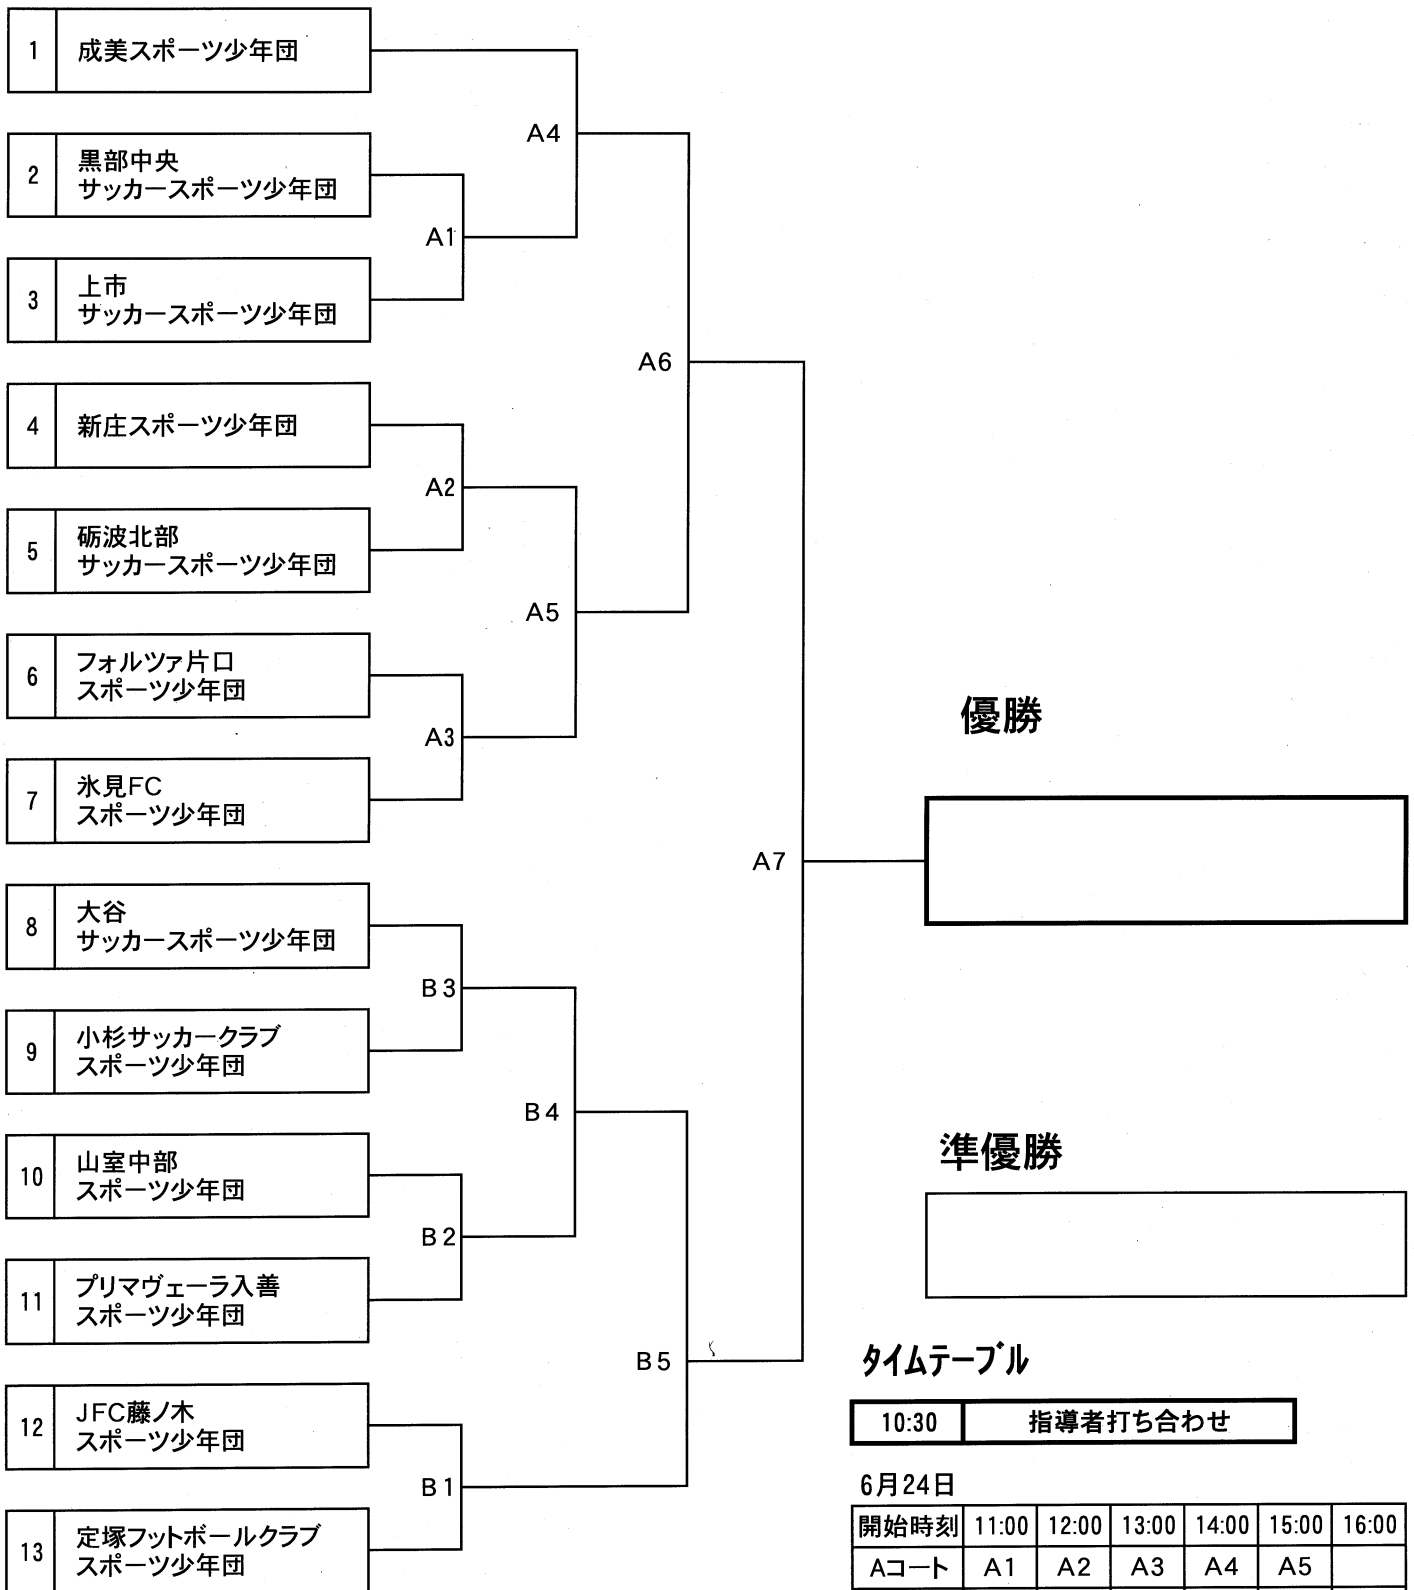 1 成美スポーツ少年団
A4
2 黒部中央
サッカースポーツ少年団
A1
3 上市
サッカースポーツ少年団
A6
4 新庄スポーツ少年団
A2
5 砺波北部
サッカースポーツ少年団
A5
6 フォルツァ片口
スポーツ少年団
A3
7 氷見FC
スポーツ少年団
優勝
A7
8 大谷
サッカースポーツ少年団
B3
9 小杉サッカークラブ
スポーツ少年団
B4
10 山室中部
スポーツ少年団
B2
11 プリマヴェーラ入善
スポーツ少年団
準優勝
B5
12 JFC藤ノ木
スポーツ少年団
B1
13 定塚フットボールクラブ
スポーツ少年団
タイムテーブル
10:30 指導者打ち合わせ
6月24日
開始時刻 11:00 12:00 13:00 14:00 15:00 16:00
Aコート A1 A2 A3 A4 A5